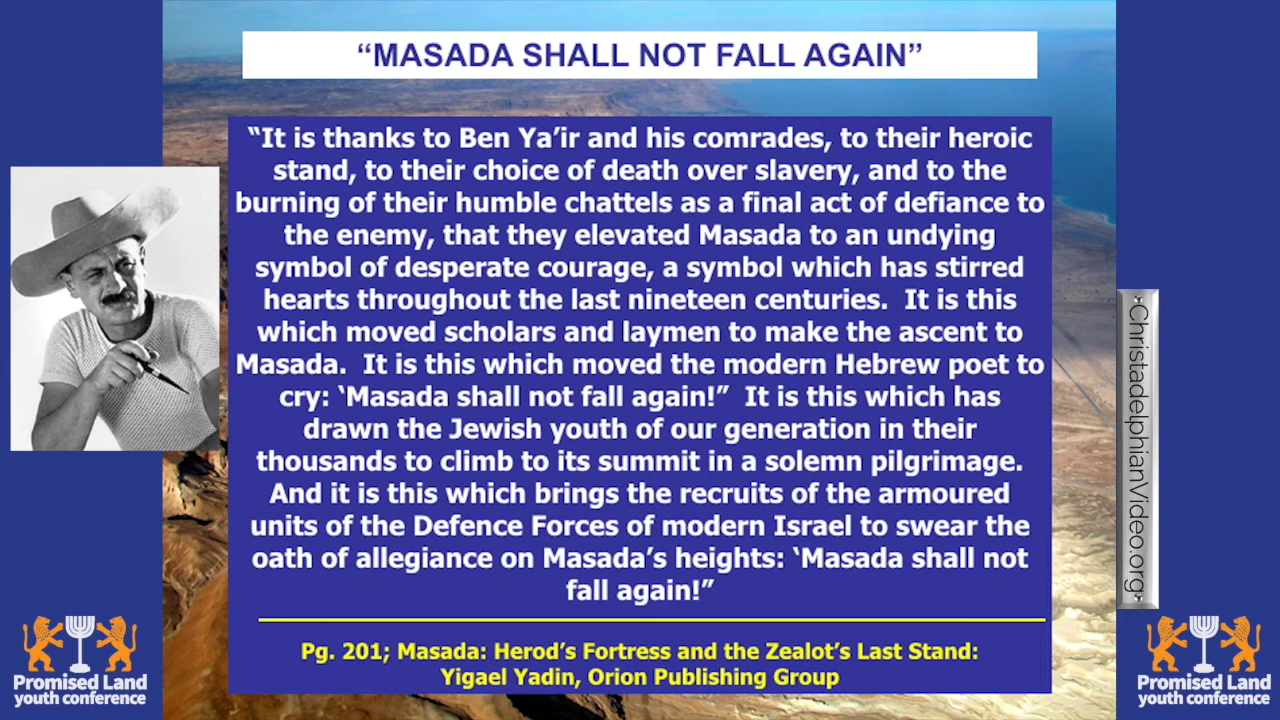 “MASADA SHALL NOT FALL AGAIN”
“It is thanks to Ben Ya’ir and his comrades, to their heroic
stand, to their choice of death over slavery, and to the
burning of their humble chattels as a final act of defiance to
the enemy, that they elevated Masada to an undying
symbol of desperate courage, a symbol which has stirred
hearts throughout the last nineteen centuries.  It is this
which moved scholars and laymen to make the ascent to
Masada.  It is this which moved the modern Hebrew poet to
cry: ‘Masada shall not fall again!”  It is this which has
drawn the Jewish youth of our generation in their
thousands to climb to its summit in a solemn pilgrimage.
And it is this which brings the recruits of the armoured
units of the Defence Forces of modern Israel to swear the
oath of allegiance on Masada’s heights: ‘Masada shall not
fall again!”
Pg. 201; Masada: Herod’s Fortress and the Zealot’s Last Stand:
Yigael Yadin, Orion Publishing Group
ChristadelphianVideo.org
Promised Land
youth conference
Promised Land
youth conference